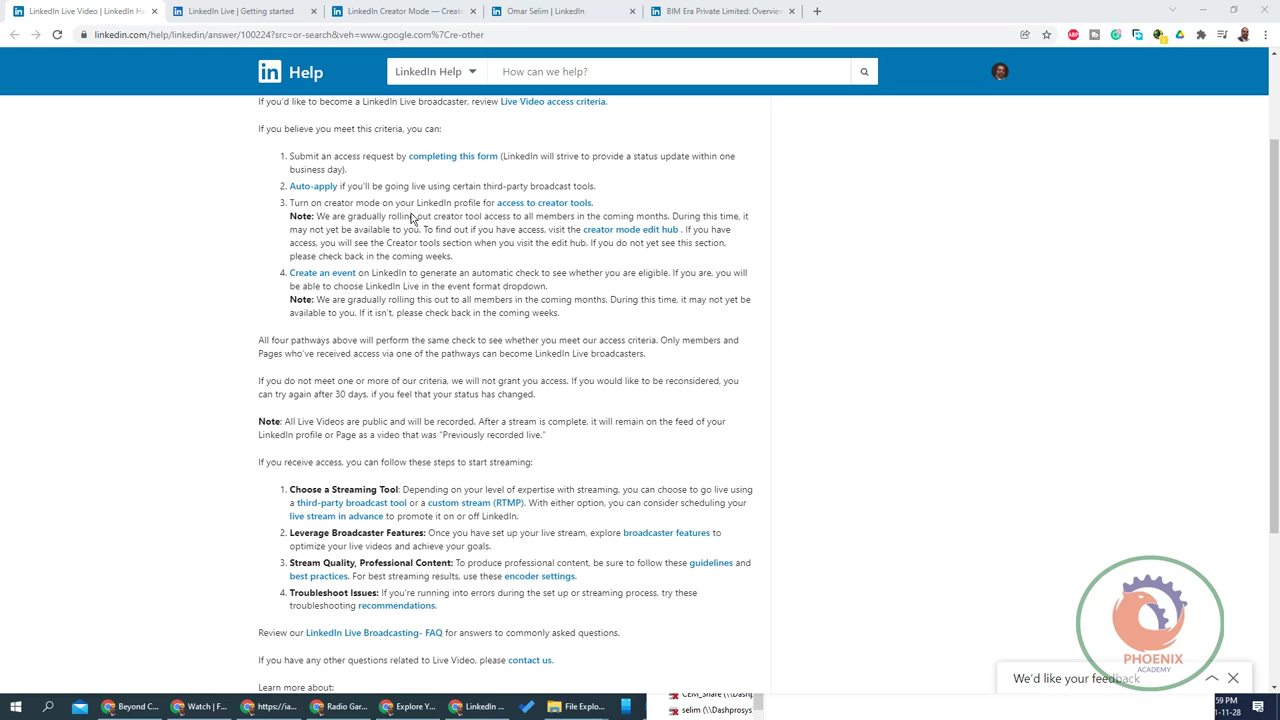 LinkedIn Live Video | LinkedIn He
LinkedIn Live | Getting started
LinkedIn Creator Mode — Creato
Omar Selim | LinkedIn
BIM Era Private Limited: Overview
linkedin.com/help/linkedin/answer/100224?src=or-search&veh=www.google.com%7Cre-other
in Help
LinkedIn Help
How can we help?
If you'd like to become a LinkedIn Live broadcaster, review Live Video access criteria.
If you believe you meet this criteria, you can:
1. Submit an access request by completing this form (LinkedIn will strive to provide a status update within one
business day).
2. Auto-apply if you'll be going live using certain third-party broadcast tools.
3. Turn on creator mode on your LinkedIn profile for access to creator tools.
Note: We are gradually rolling out creator tool access to all members in the coming months. During this time, it
may not yet be available to you. To find out if you have access, visit the creator mode edit hub . If you have
access, you will see the Creator tools section when you visit the edit hub. If you do not yet see this section,
please check back in the coming weeks.
4. Create an event on LinkedIn to generate an automatic check to see whether you are eligible. If you are, you will
be able to choose LinkedIn Live in the event format dropdown.
Note: We are gradually rolling this out to all members in the coming months. During this time, it may not yet be
available to you. If it isn't, please check back in the coming weeks.
All four pathways above will perform the same check to see whether you meet our access criteria. Only members and
Pages who've received access via one of the pathways can become LinkedIn Live broadcasters.
If you do not meet one or more of our criteria, we will not grant you access. If you would like to be reconsidered, you
can try again after 30 days, if you feel that your status has changed.
Note: All Live Videos are public and will be recorded. After a stream is complete, it will remain on the feed of your
LinkedIn profile or Page as a video that was "Previously recorded live."
If you receive access, you can follow these steps to start streaming:
1. Choose a Streaming Tool: Depending on your level of expertise with streaming, you can choose to go live using
a third-party broadcast tool or a custom stream (RTMP). With either option, you can consider scheduling your
live stream in advance to promote it on or off LinkedIn.
2. Leverage Broadcaster Features: Once you have set up your live stream, explore broadcaster features to
optimize your live videos and achieve your goals.
3. Stream Quality, Professional Content: To produce professional content, be sure to follow these guidelines and
best practices. For best streaming results, use these encoder settings.
4. Troubleshoot Issues: If you're running into errors during the set up or streaming process, try these
troubleshooting recommendations.
Review our LinkedIn Live Broadcasting- FAQ for answers to commonly asked questions.
If you have any other questions related to Live Video, please contact us.
Learn more about:
PHOENIX
ACADEMY
We'd like your feedback
Beyond C...
Watch | F...
https://ia...
Radio Gar...
Explore Y...
LinkedIn ...
Telegram
File Explo...
CEM_Share (\\Dashp
selim (\\Dashprosys
:59 PM
1-11-28